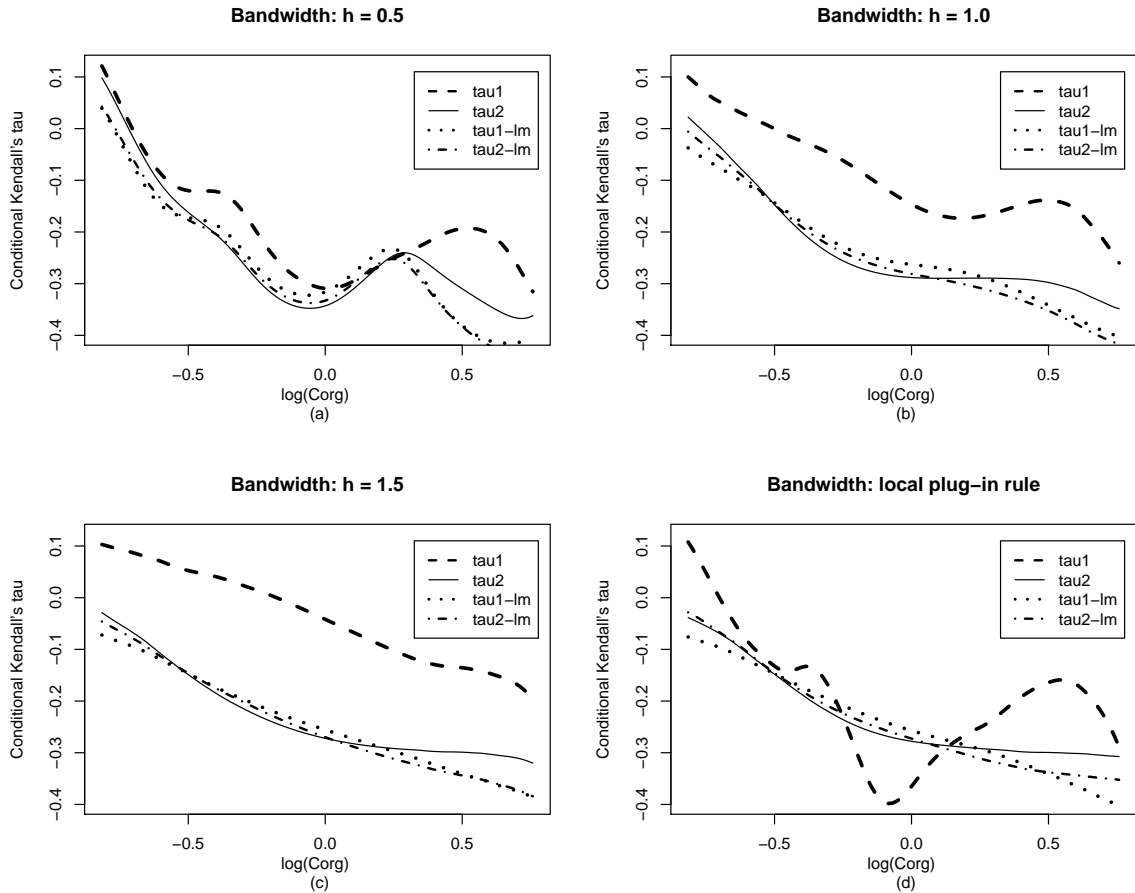 Bandwidth: h = 0.5
Conditional Kendall's tau
0.1
0.0
−0.1
−0.2
−0.3
−0.4
tau1
tau2
tau1−lm
tau2−lm
−0.5
0.0
0.5
log(Corg)
(a)
Bandwidth: h = 1.0
Conditional Kendall's tau
0.1
0.0
−0.1
−0.2
−0.3
−0.4
tau1
tau2
tau1−lm
tau2−lm
−0.5
0.0
0.5
log(Corg)
(b)
Bandwidth: h = 1.5
Conditional Kendall's tau
0.1
0.0
−0.1
−0.2
−0.3
−0.4
tau1
tau2
tau1−lm
tau2−lm
−0.5
0.0
0.5
log(Corg)
(c)
Bandwidth: local plug−in rule
Conditional Kendall's tau
0.1
0.0
−0.1
−0.2
−0.3
−0.4
tau1
tau2
tau1−lm
tau2−lm
−0.5
0.0
0.5
log(Corg)
(d)